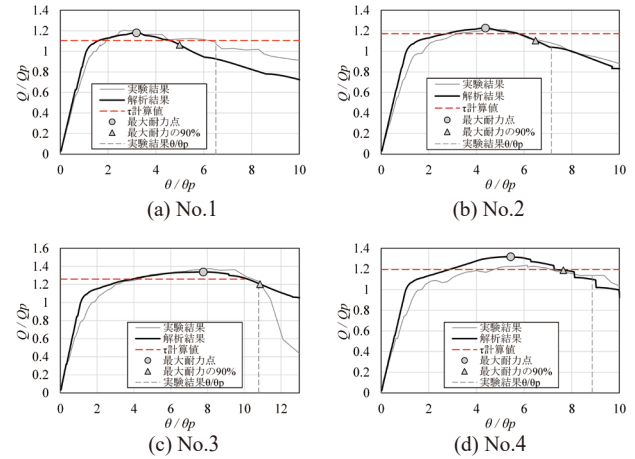 1.4
1.2
1
0.8
0.6
0.4
0.2
0
Q / Qp
実験結果
解析結果
τ計算値
最大耐力点
最大耐力の90%
実験結果θ/θp
0 2 4 6 8 10
θ / θp
(a) No.1
1.4
1.2
1
0.8
0.6
0.4
0.2
0
Q / Qp
実験結果
解析結果
τ計算値
最大耐力点
最大耐力の90%
実験結果θ/θp
0 2 4 6 8 10
θ / θp
(b) No.2
1.6
1.4
1.2
1
0.8
0.6
0.4
0.2
0
Q / Qp
実験結果
解析結果
τ計算値
最大耐力点
最大耐力の90%
実験結果θ/θp
0 2 4 6 8 10 12
θ / θp
(c) No.3
1.4
1.2
1
0.8
0.6
0.4
0.2
0
Q / Qp
実験結果
解析結果
τ計算値
最大耐力点
最大耐力の90%
実験結果θ/θp
0 2 4 6 8 10
θ / θp
(d) No.4